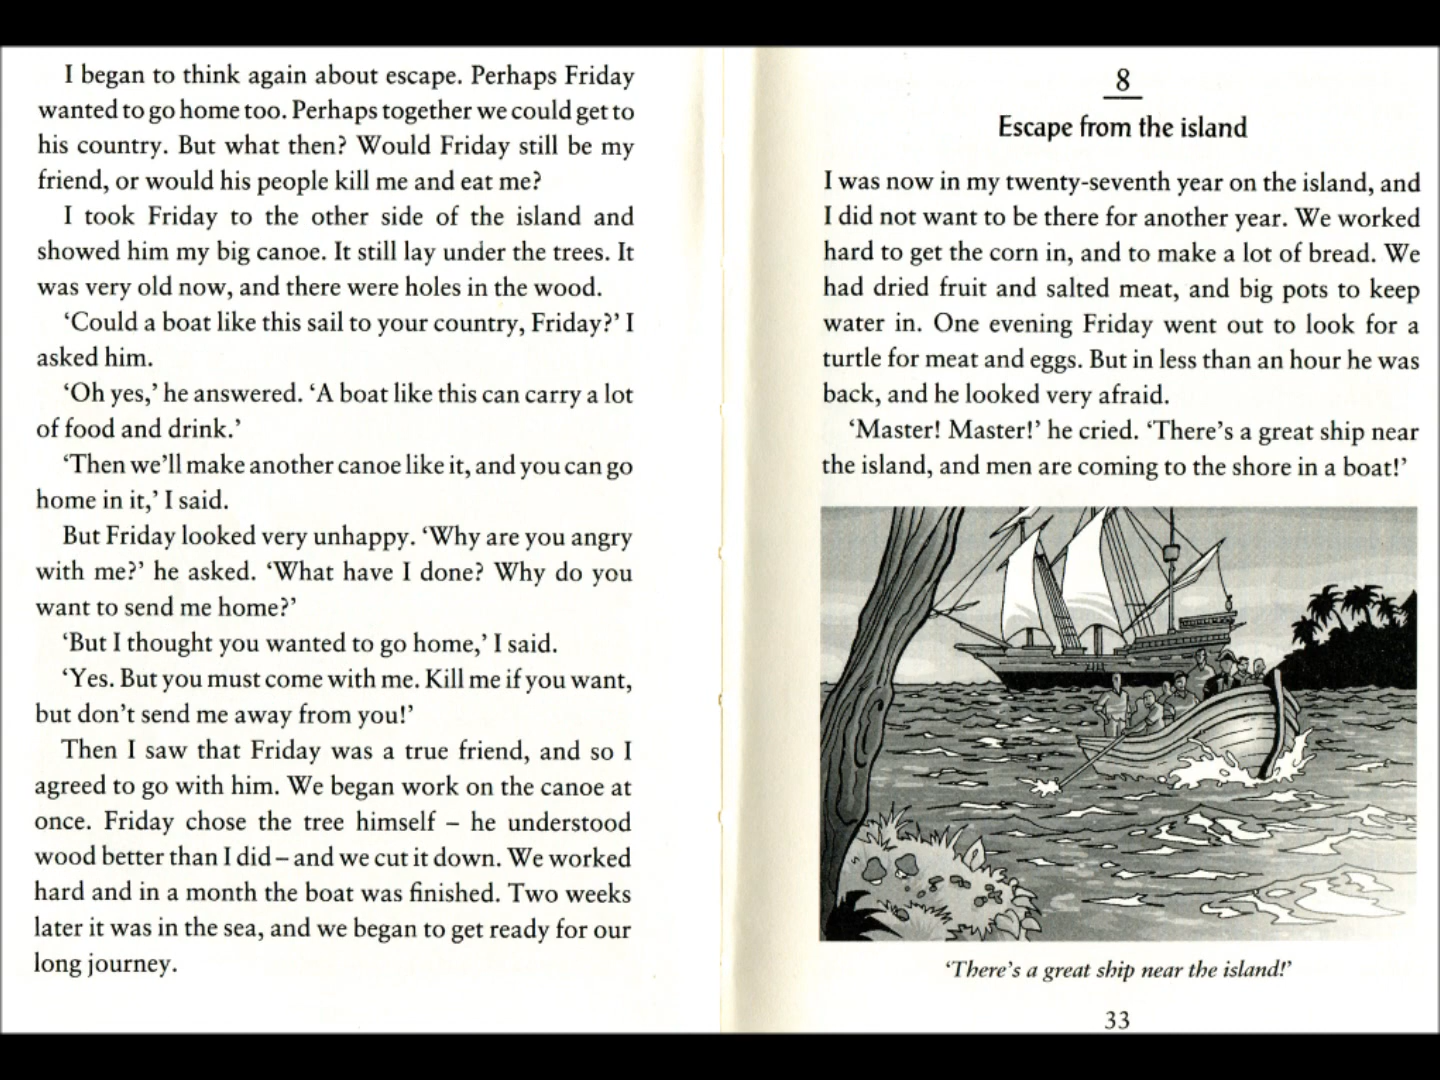 I began to think again about escape. Perhaps Friday
wanted to go home too. Perhaps together we could get to
his country. But what then? Would Friday still be my
friend, or would his people kill me and eat me?
I took Friday to the other side of the island and
showed him my big canoe. It still lay under the trees. It
was very old now, and there were holes in the wood.
‘Could a boat like this sail to your country, Friday?’ I
asked him.
‘Oh yes,’ he answered. ‘A boat like this can carry a lot
of food and drink.’
‘Then we’ll make another canoe like it, and you can go
home in it,’ I said.
But Friday looked very unhappy. ‘Why are you angry
with me?’ he asked. ‘What have I done? Why do you
want to send me home?’
‘But I thought you wanted to go home,’ I said.
‘Yes. But you must come with me. Kill me if you want,
but don’t send me away from you!’
Then I saw that Friday was a true friend, and so I
agreed to go with him. We began work on the canoe at
once. Friday chose the tree himself – he understood
wood better than I did – and we cut it down. We worked
hard and in a month the boat was finished. Two weeks
later it was in the sea, and we began to get ready for our
long journey.
8
Escape from the island
I was now in my twenty-seventh year on the island, and
I did not want to be there for another year. We worked
hard to get the corn in, and to make a lot of bread. We
had dried fruit and salted meat, and big pots to keep
water in. One evening Friday went out to look for a
turtle for meat and eggs. But in less than an hour he was
back, and he looked very afraid.
‘Master! Master!’ he cried. ‘There’s a great ship near
the island, and men are coming to the shore in a boat!’
‘There’s a great ship near the island!’
33